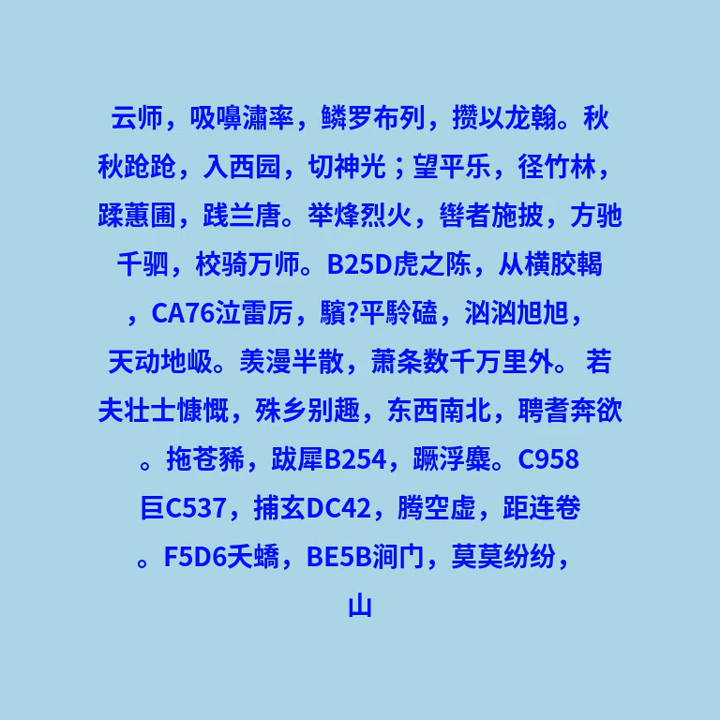 云师，吸嚊潚率，鳞罗布列，攒以龙翰。秋
秋跄跄，入西园，切神光；望平乐，径竹林，
蹂蕙圃，践兰唐。举烽烈火，辔者施披，方驰
千驷，校骑万师。B25D虎之陈，从横胶轕
，CA76泣雷厉，驞?平駖磕，汹汹旭旭，
天动地岋。羡漫半散，萧条数千万里外。 若
夫壮士慷慨，殊乡别趣，东西南北，聘耆奔欲
。拖苍豨，跋犀B254，蹶浮麋。C958
巨C537，捕玄DC42，腾空虚，距连卷
。F5D6夭蟜，BE5B涧门，莫莫纷纷，
山